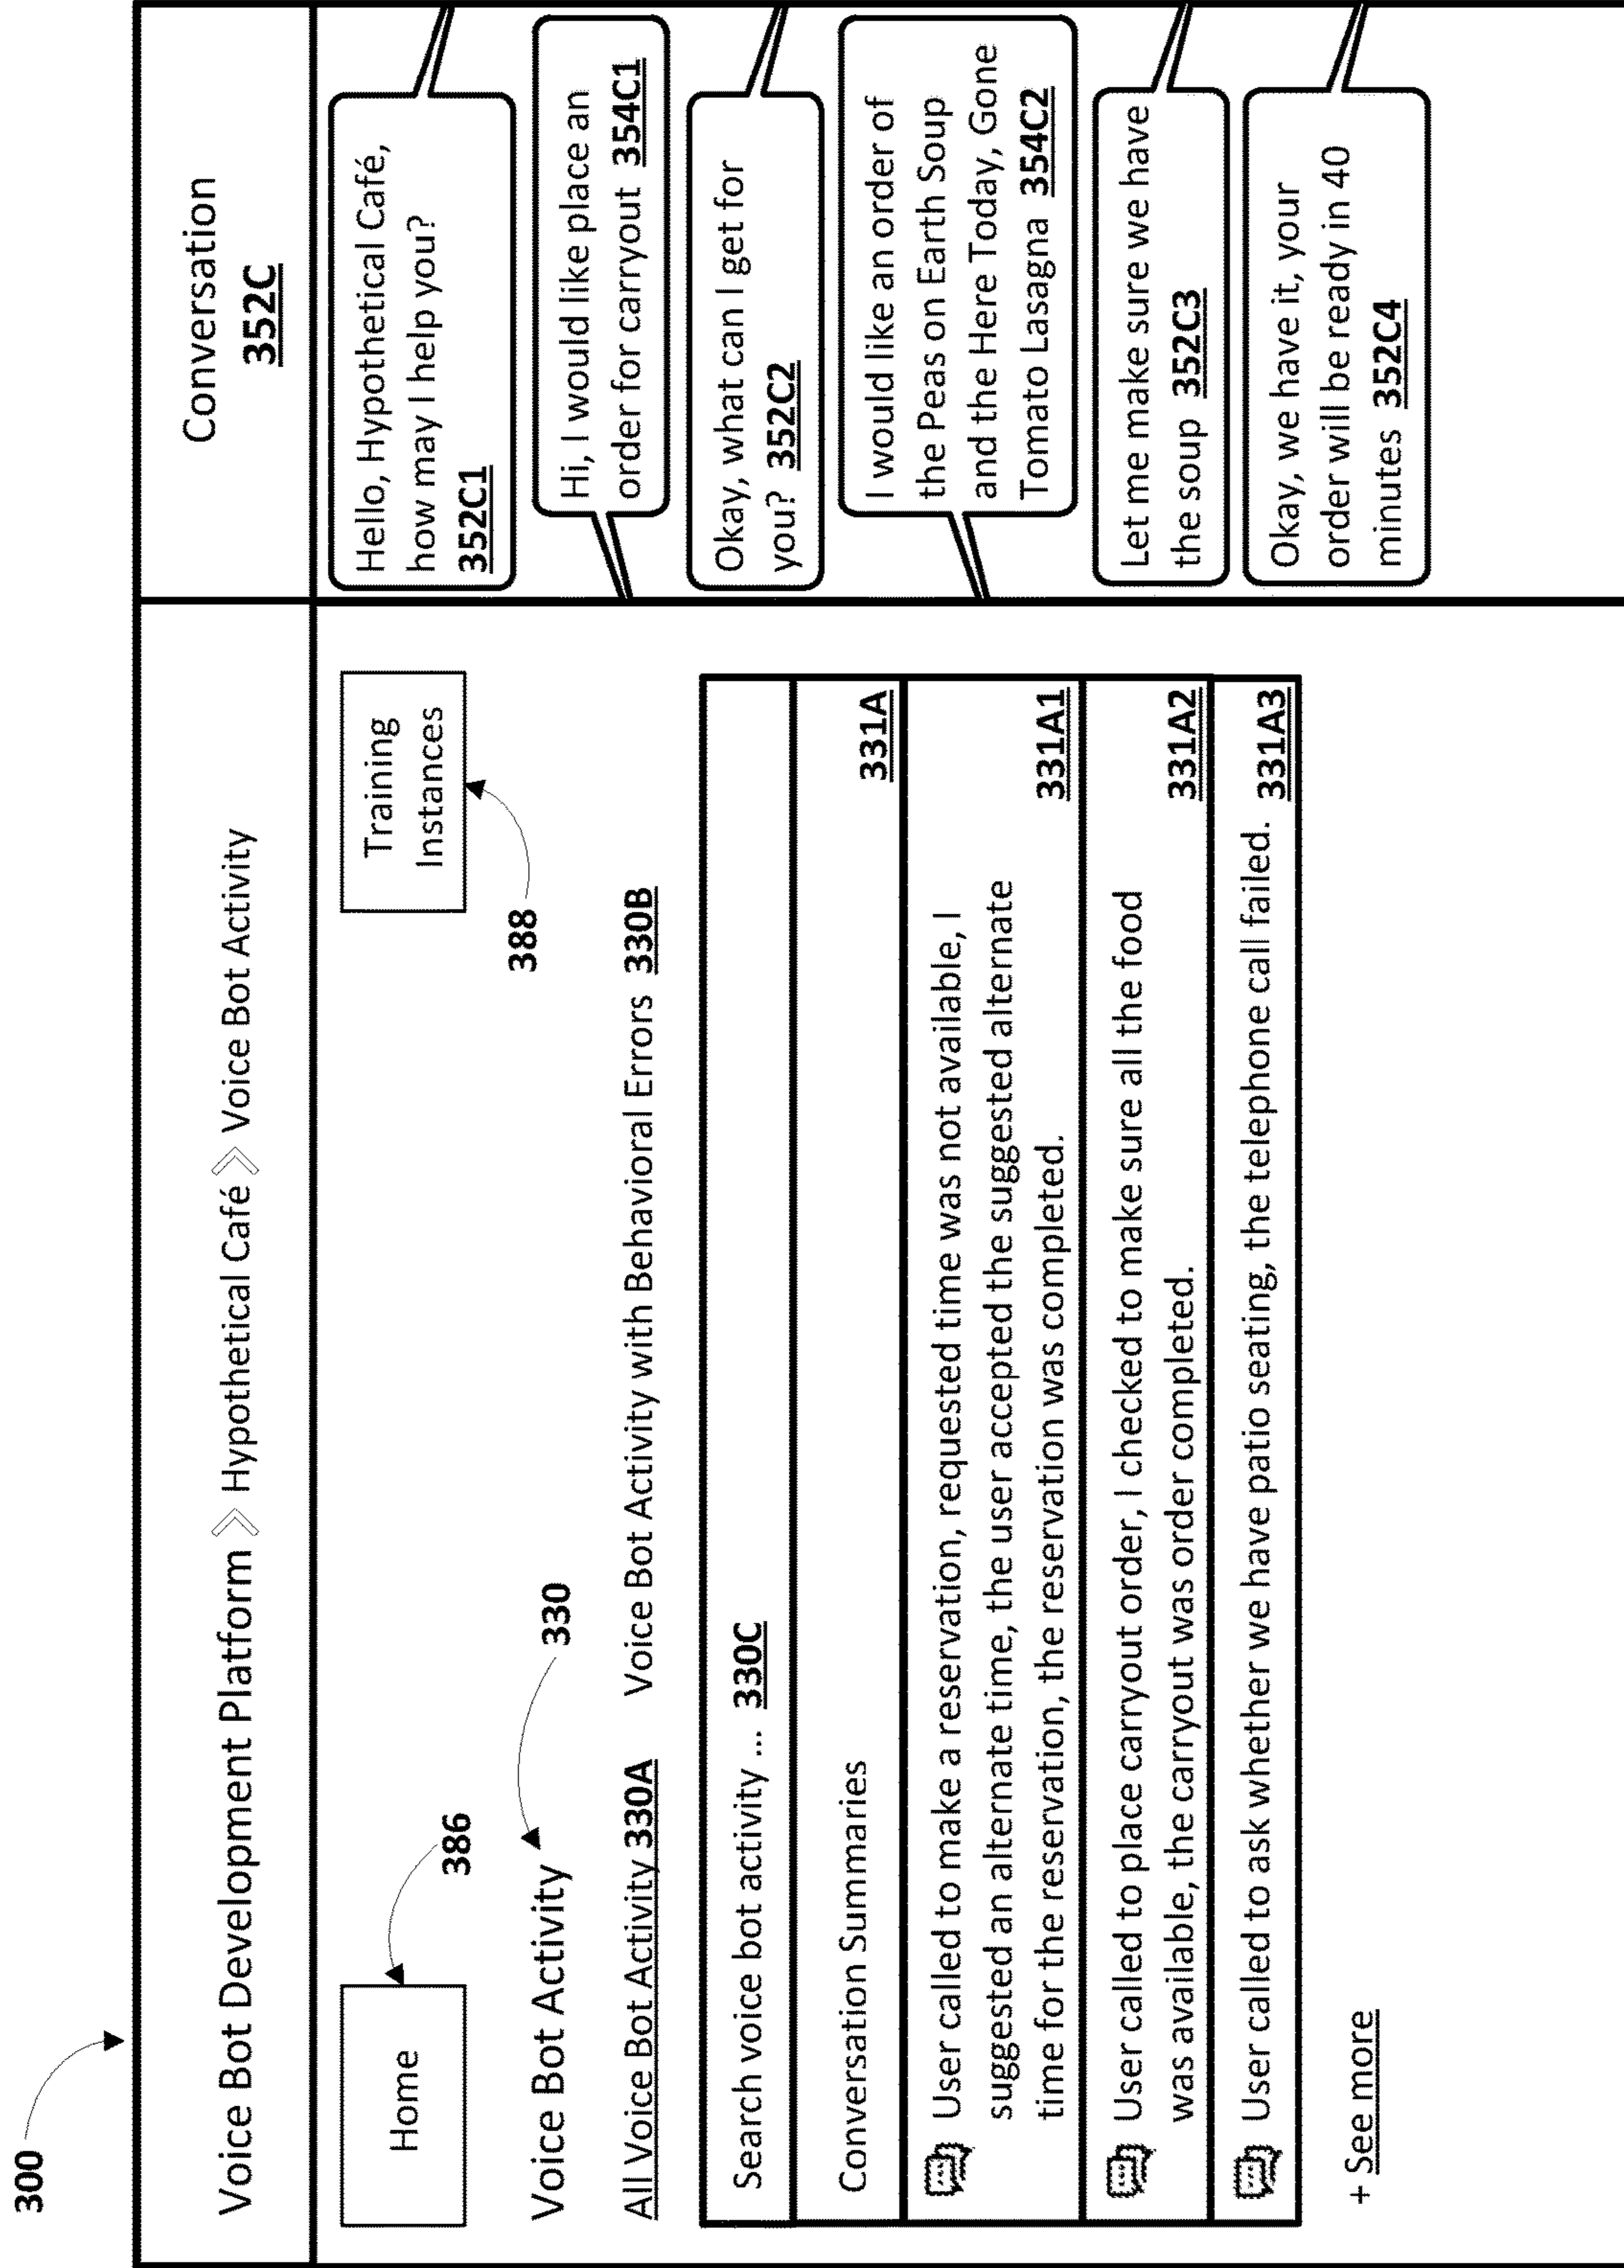 300
Voice Bot Development Platform » Hypothetical Café » Voice Bot Activity
Home
386
Training
Instances
388
Voice Bot Activity
330
All Voice Bot Activity 330A
Voice Bot Activity with Behavioral Errors 330B
Search voice bot activity ... 330C
Conversation Summaries
331A
User called to make a reservation, requested time was not available, I
suggested an alternate time, the user accepted the suggested alternate
time for the reservation, the reservation was completed.
331A1
User called to place carryout order, I checked to make sure all the food
was available, the carryout was order completed.
331A2
User called to ask whether we have patio seating, the telephone call failed. 331A3
+ See more
Conversation
352C
Hello, Hypothetical Café,
how may I help you?
352C1
Hi, I would like place an
order for carryout 354C1
Okay, what can I get for
you? 352C2
I would like an order of
the Peas on Earth Soup
and the Here Today, Gone
Tomato Lasagna 354C2
Let me make sure we have
the soup 352C3
Okay, we have it, your
order will be ready in 40
minutes 352C4